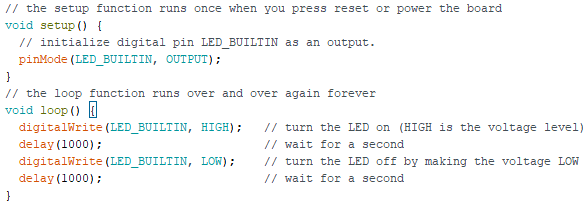 // the setup function runs once when you press reset or power the board
void setup() {
  // initialize digital pin LED_BUILTIN as an output.
  pinMode(LED_BUILTIN, OUTPUT);
}
// the loop function runs over and over again forever
void loop() {
  digitalWrite(LED_BUILTIN, HIGH);   // turn the LED on (HIGH is the voltage level)
  delay(1000);                       // wait for a second
  digitalWrite(LED_BUILTIN, LOW);    // turn the LED off by making the voltage LOW
  delay(1000);                       // wait for a second
}